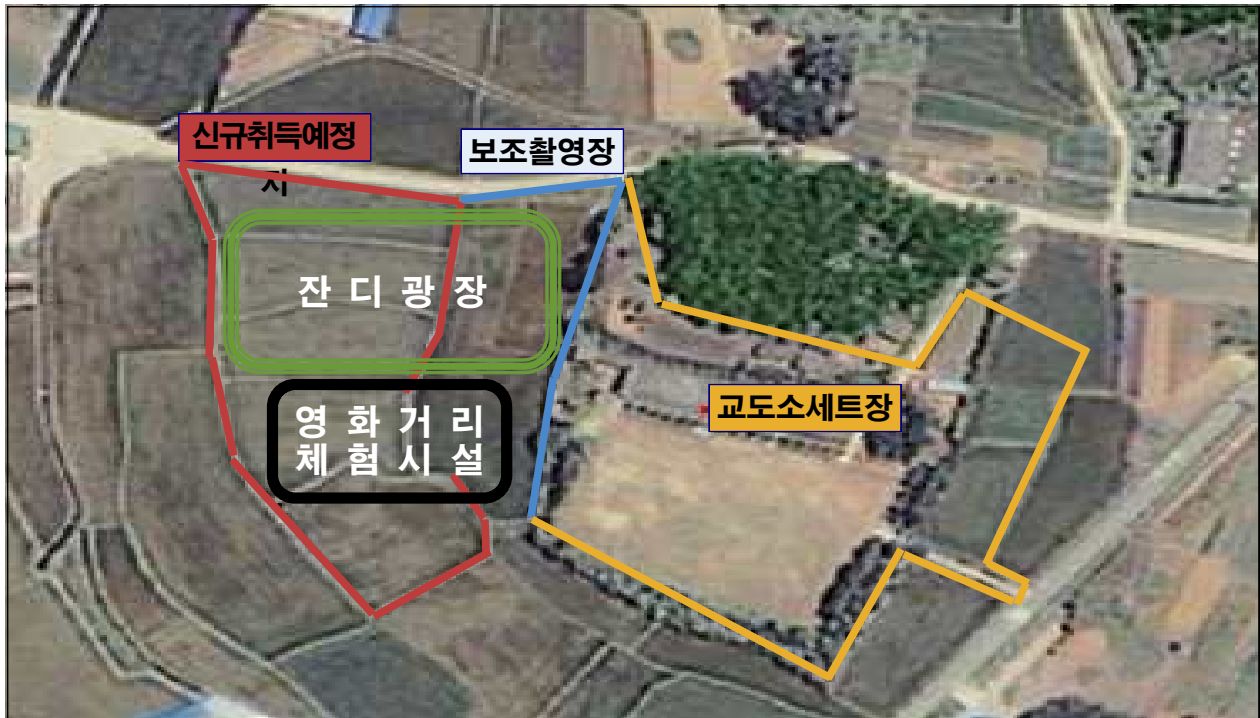 신규취득예정
지
보조촬영장
잔 디 광 장
영 화 거 리
체 험 시 설
교도소세트장